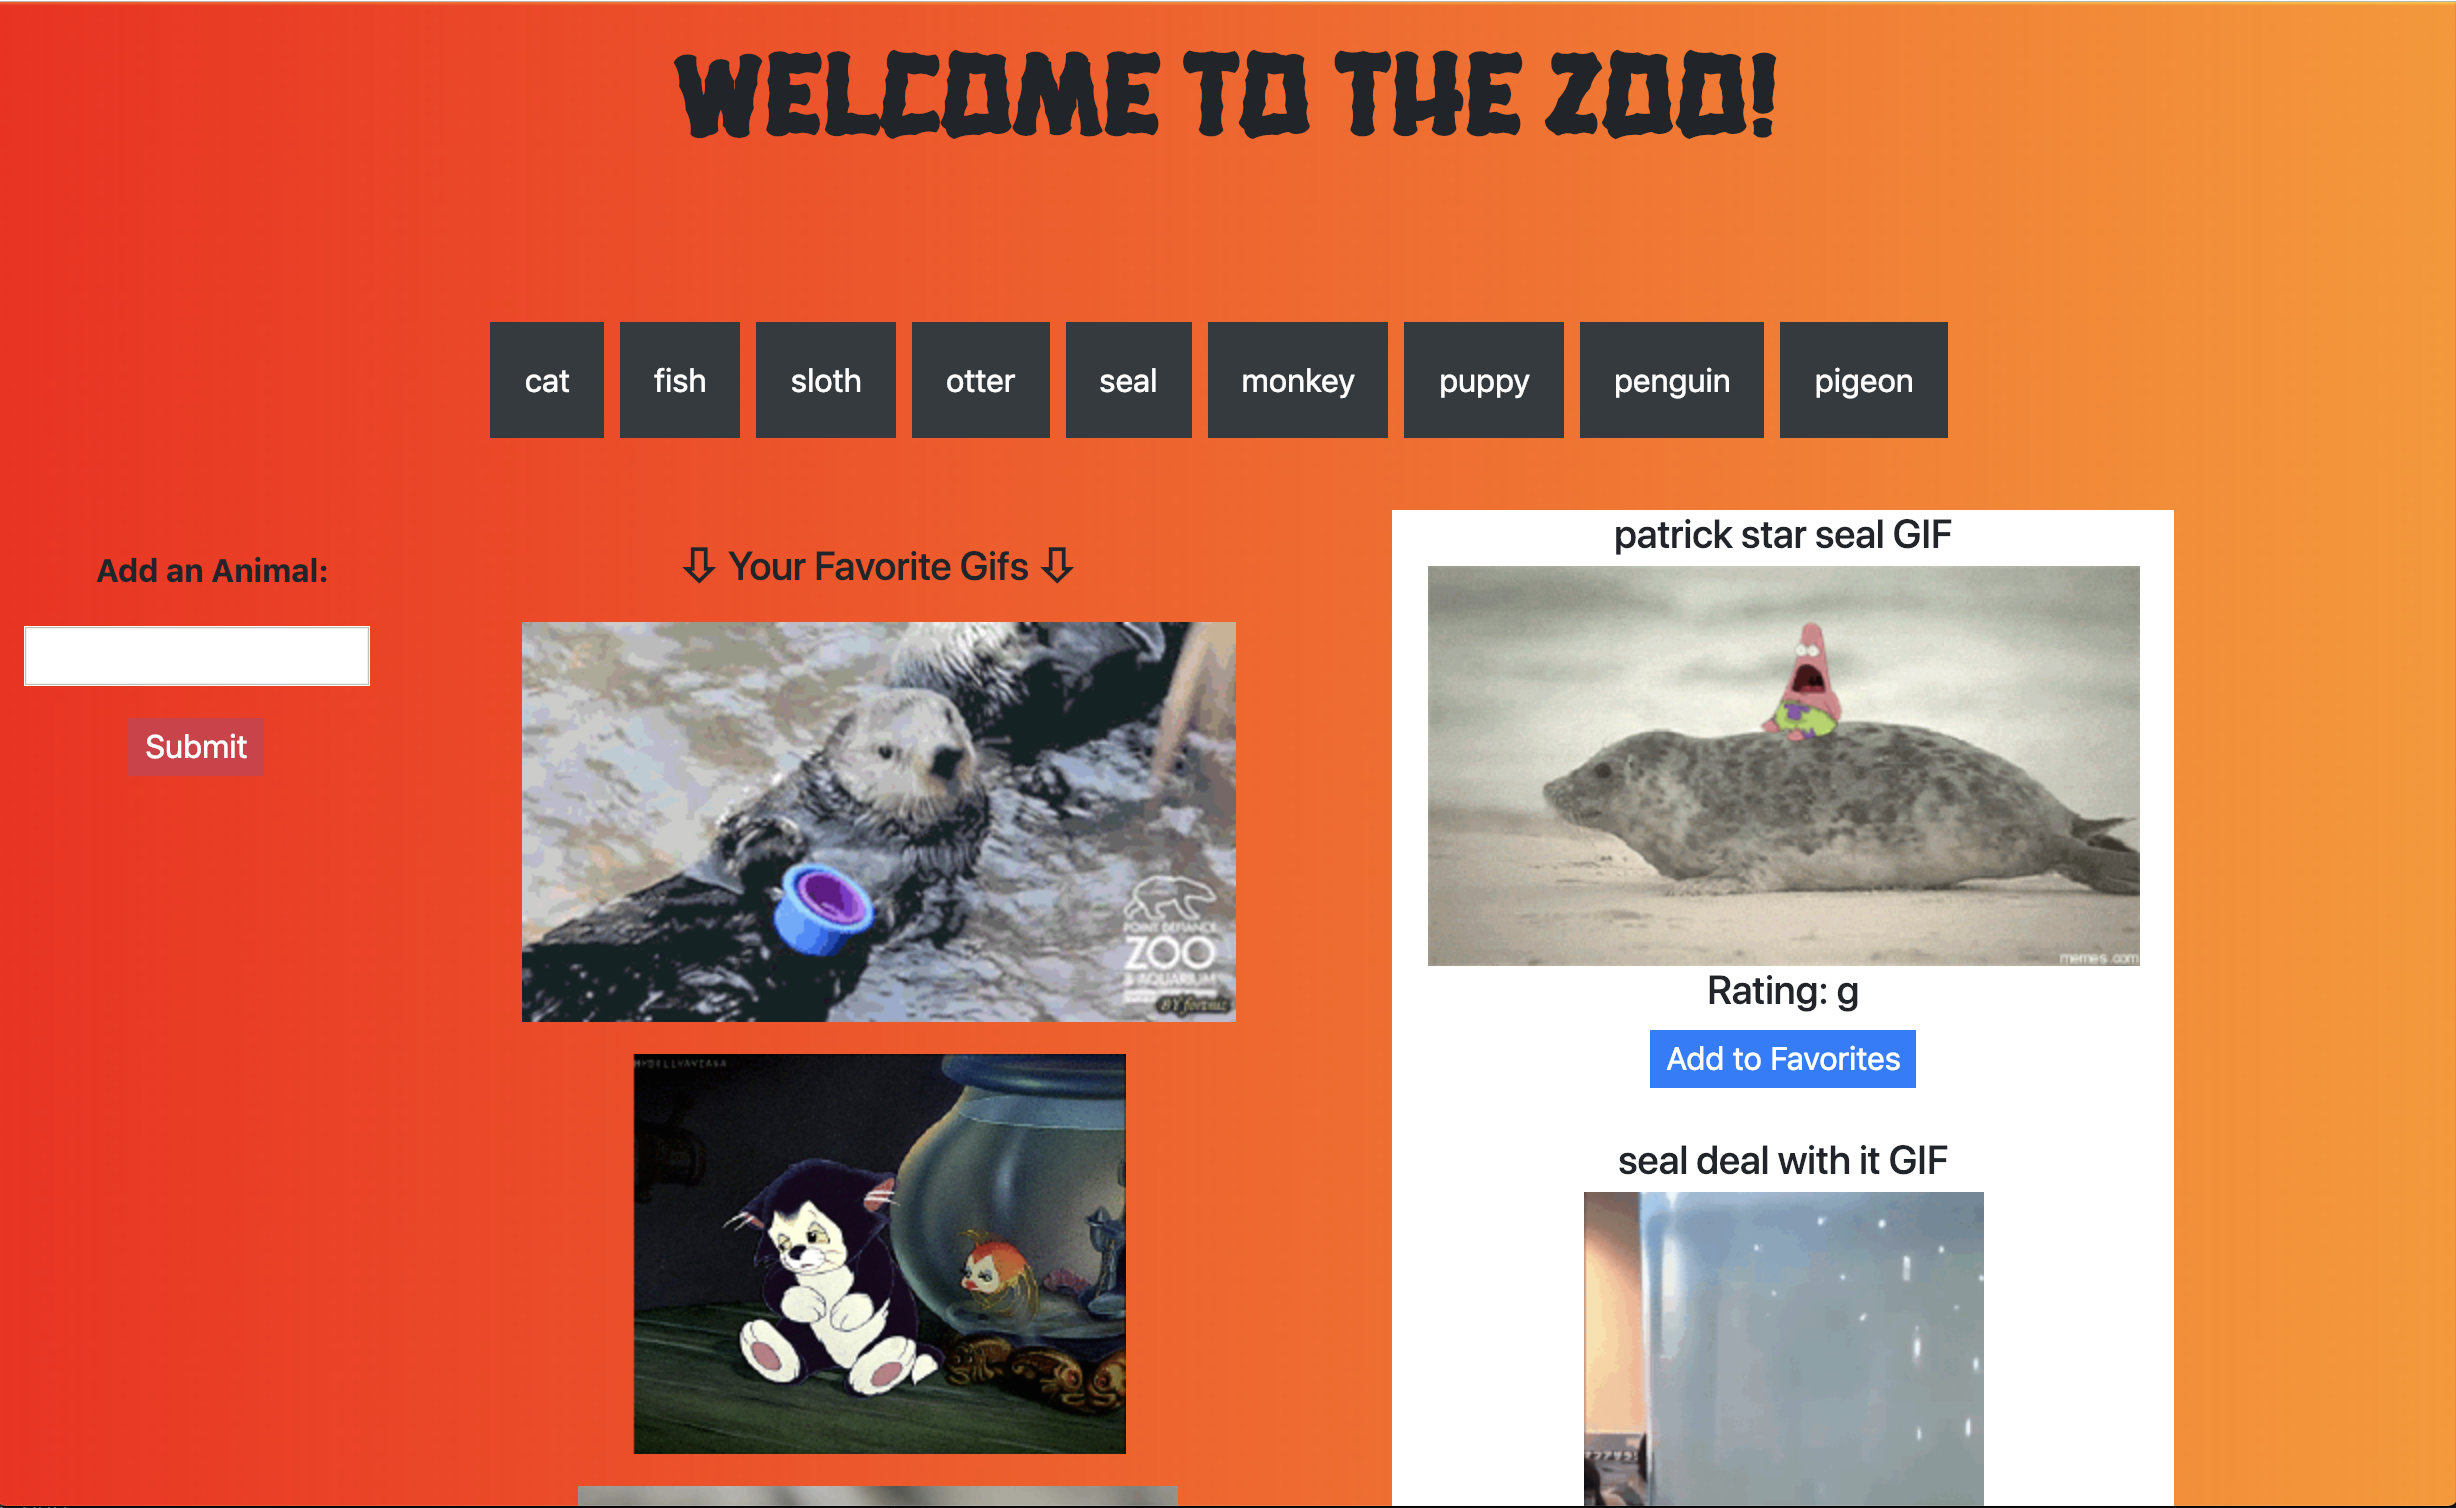 WELCOME TO THE ZOO!
cat
fish
sloth
otter
seal
monkey
puppy
penguin
pigeon
Add an Animal:
Submit
⇩ Your Favorite Gifs ⇩
POINT DEFIANCE
ZOO
& AQUARIUM
patrick star seal GIF
memes.com
Rating: g
Add to Favorites
seal deal with it GIF